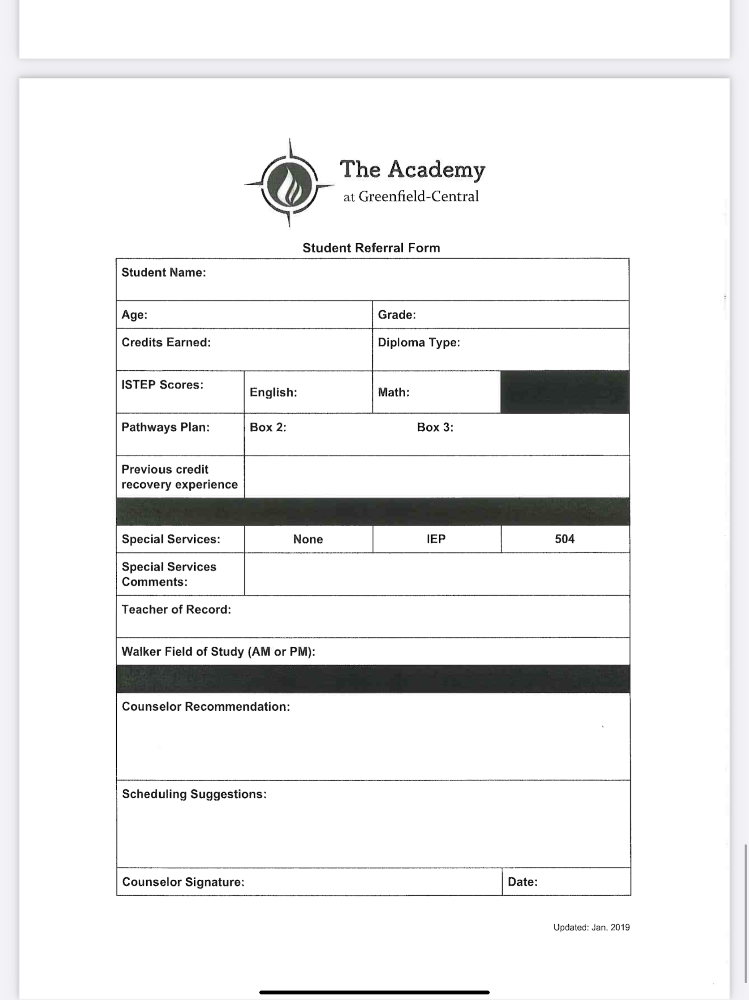 The Academy
at Greenfield-Central
Student Referral Form
Student Name:
Age: Grade:
Credits Earned: Diploma Type:
ISTEP Scores: English: Math:
Pathways Plan: Box 2: Box 3:
Previous credit
recovery experience
Special Services: None IEP 504
Special Services
Comments:
Teacher of Record:
Walker Field of Study (AM or PM):
Counselor Recommendation:
Scheduling Suggestions:
Counselor Signature: Date:
Updated: Jan. 2019